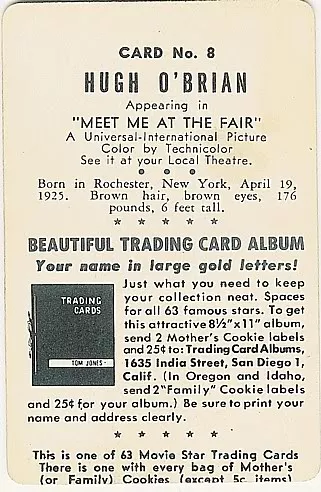 CARD No. 8
HUGH O'BRIAN
Appearing in
"MEET ME AT THE FAIR"
A Universal-International Picture
Color by Technicolor
See it at your Local Theatre.
Born in Rochester, New York, April 19,
1925. Brown hair, brown eyes, 176
pounds, 6 feet tall.
BEAUTIFUL TRADING CARD ALBUM
Your name in large gold letters!
TRADING
CARDS
TOM JONES
Just what you need to keep
your collection neat. Spaces
for all 63 famous stars. To get
this attractive 8½"x11" album,
send 2 Mother's Cookie labels
and 25¢ to: Trading Card Albums,
1635 India Street, San Diego 1,
Calif. (In Oregon and Idaho,
send 2 "Family" Cookie labels
and 25¢ for your album.) Be sure to print your
name and address clearly.
This is one of 63 Movie Star Trading Cards
There is one with every bag of Mother's
(or Family) Cookies (except 5c items)